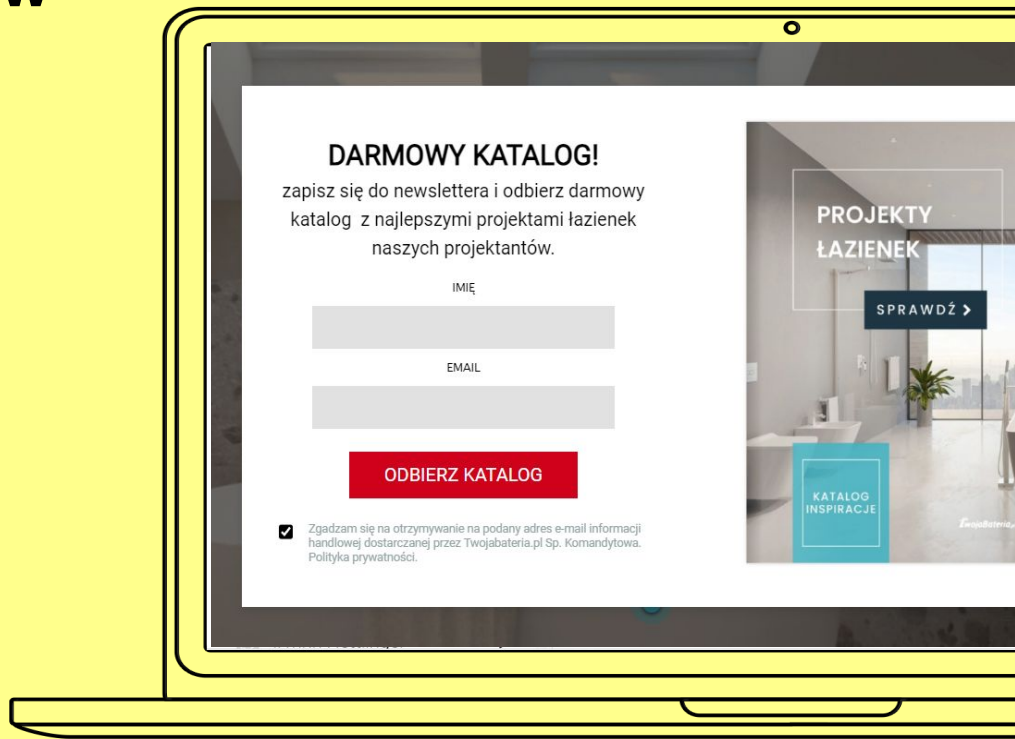 DARMOWY KATALOG!
zapisz się do newslettera i odbierz darmowy
katalog z najlepszymi projektami łazienek
naszych projektantów.
IMIĘ
EMAIL
ODBIERZ KATALOG
Zgadzam się na otrzymywanie na podany adres e-mail informacji
handlowej dostarczanej przez Twojabateria.pl Sp. Komandytowa.
Polityka prywatności.
PROJEKTY
ŁAZIENEK
SPRAWDŹ >
KATALOG
INSPIRACJE